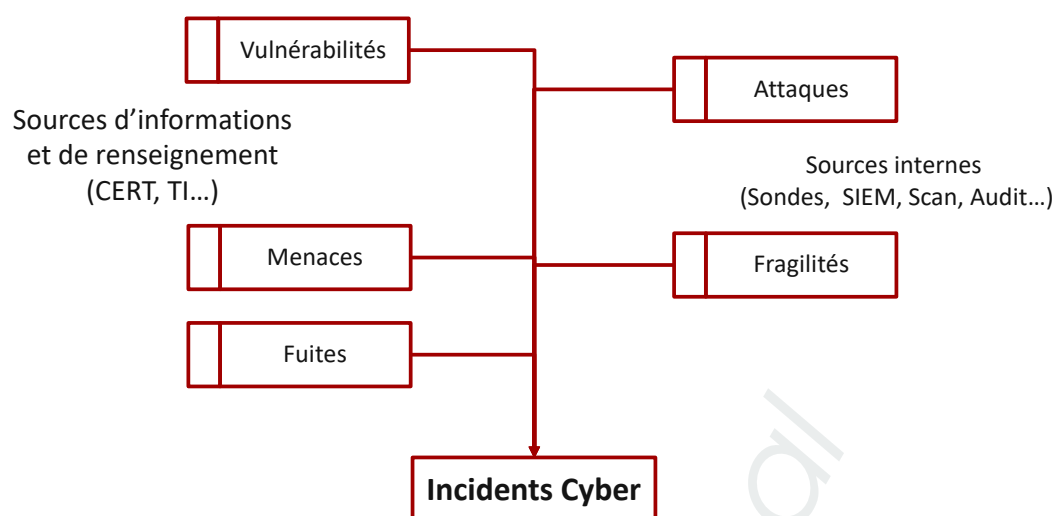 Vulnérabilités
Attaques
Sources d’informations
et de renseignement
(CERT, TI…)
Sources internes
(Sondes, SIEM, Scan, Audit…)
Menaces
Fragilités
Fuites
Incidents Cyber
al